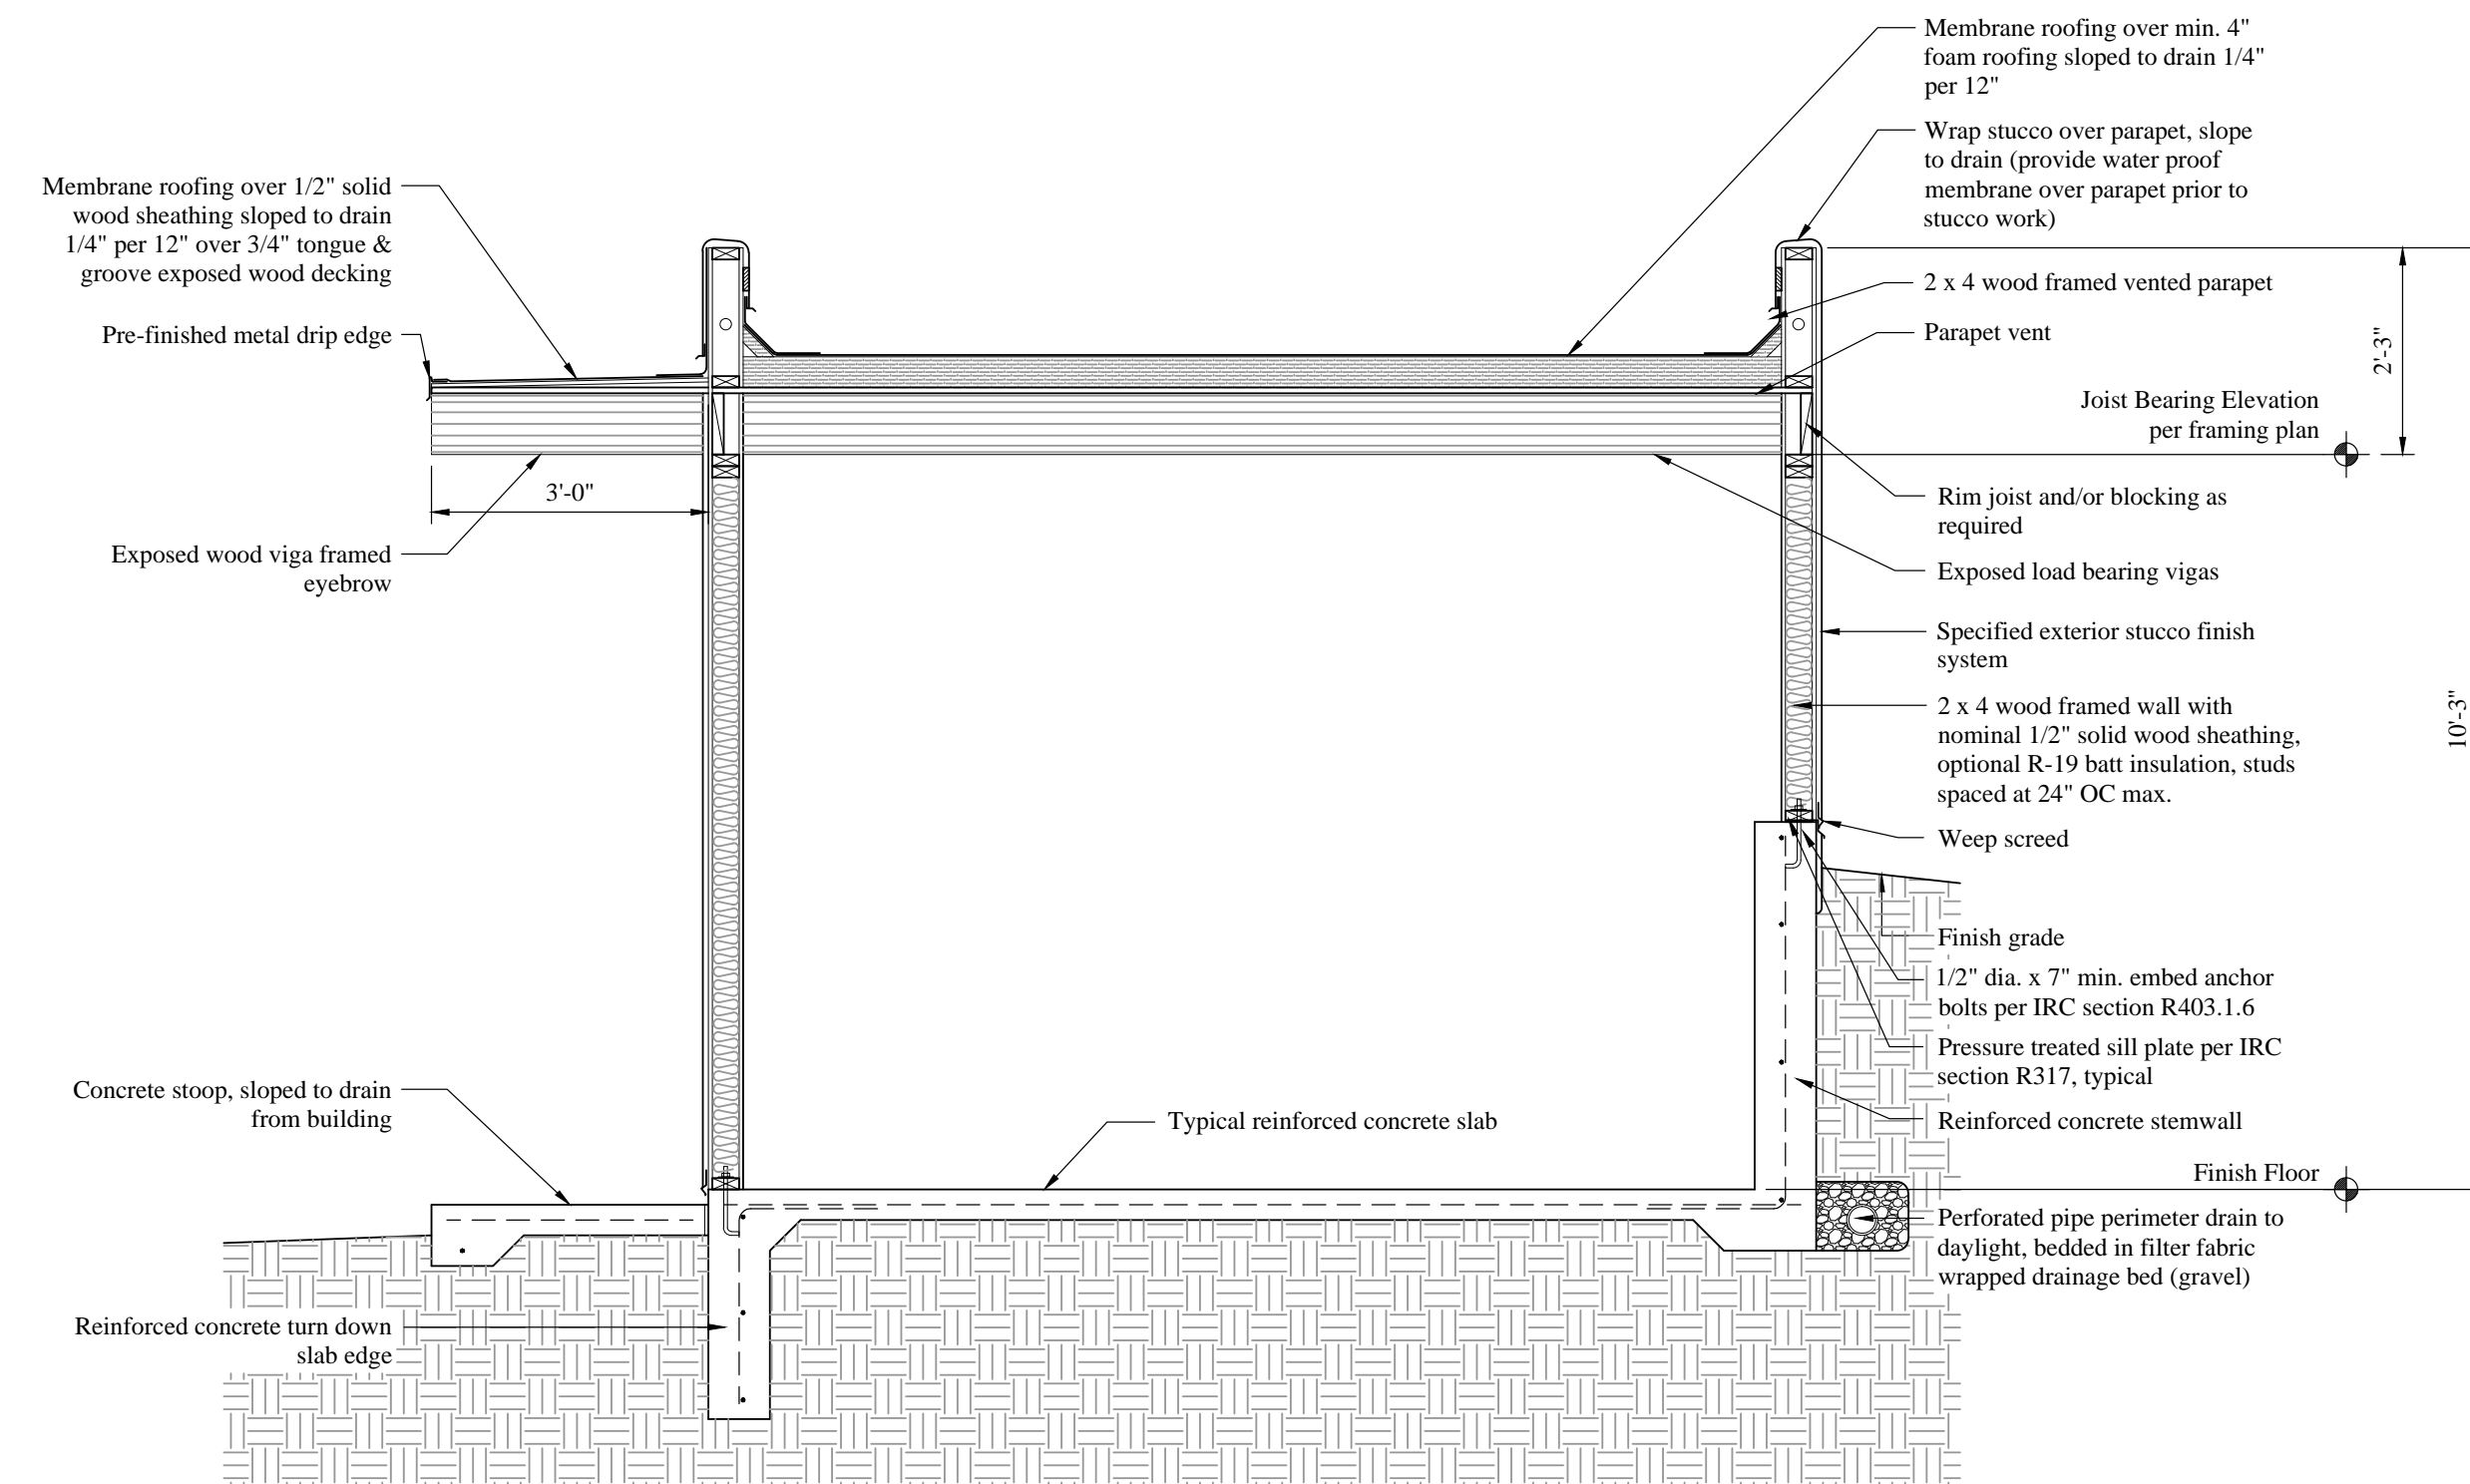 Membrane roofing over min. 4"
foam roofing sloped to drain 1/4"
per 12"
Wrap stucco over parapet, slope
to drain (provide water proof
membrane over parapet prior to
stucco work)
Membrane roofing over 1/2" solid
wood sheathing sloped to drain
1/4" per 12" over 3/4" tongue &
groove exposed wood decking
2 x 4 wood framed vented parapet
Pre-finished metal drip edge
Parapet vent
2'-3"
Joist Bearing Elevation
per framing plan
3'-0"
Rim joist and/or blocking as
required
Exposed wood viga framed
eyebrow
Exposed load bearing vigas
Specified exterior stucco finish
system
10'-3"
2 x 4 wood framed wall with
nominal 1/2" solid wood sheathing,
optional R-19 batt insulation, studs
spaced at 24" OC max.
Weep screed
Finish grade
1/2" dia. x 7" min. embed anchor
bolts per IRC section R403.1.6
Pressure treated sill plate per IRC
section R317, typical
Concrete stoop, sloped to drain
from building
Typical reinforced concrete slab
Reinforced concrete stemwall
Finish Floor
Perforated pipe perimeter drain to
daylight, bedded in filter fabric
wrapped drainage bed (gravel)
Reinforced concrete turn down
slab edge